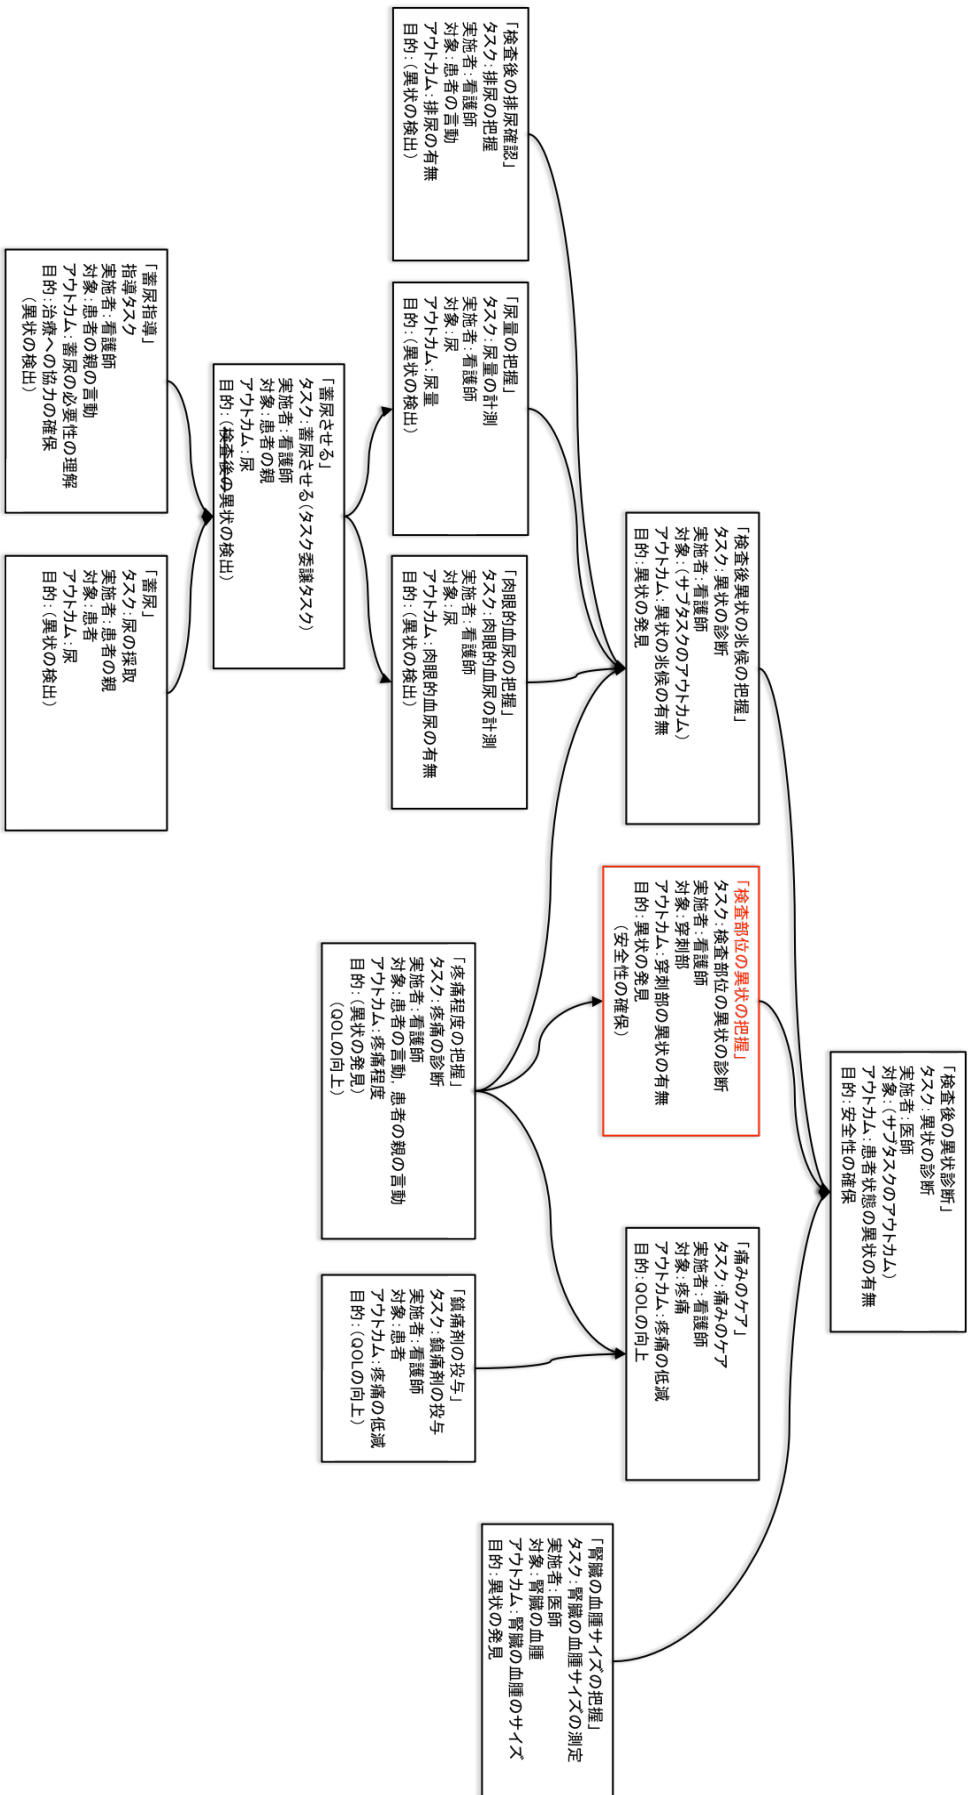 「検査後の異状診断」
タスク:異状の診断
実施者:医師
対象:(サブタスクのアウトカム)
アウトカム:患者状態の異状の有無
目的:安全性の確保
「検査後異状の兆候の把握」
タスク:異状の診断
実施者:看護師
対象:(サブタスクのアウトカム)
アウトカム:異状の兆候の有無
目的:異状の発見
「検査部位の異状の把握」
タスク:検査部位の異状の診断
実施者:看護師
対象:穿刺部
アウトカム:穿刺部の異状の有無
目的:異状の発見
(安全性の確保)
「痛みのケア」
タスク:痛みのケア
実施者:看護師
対象:疼痛
アウトカム:疼痛の低減
目的:QOLの向上
「腎臓の血腫サイズの把握」
タスク:腎臓の血腫サイズの測定
実施者:医師
対象:腎臓の血腫
アウトカム:腎臓の血腫のサイズ
目的:異状の発見
「検査後の排尿確認」
タスク:排尿の把握
実施者:看護師
対象:患者の言動
アウトカム:排尿の有無
目的:(異状の検出)
「尿量の把握」
タスク:尿量の計測
実施者:看護師
対象:尿
アウトカム:尿量
目的:(異状の検出)
「肉眼的血尿の把握」
タスク:肉眼的血尿の計測
実施者:看護師
対象:尿
アウトカム:肉眼的血尿の有無
目的:(異状の検出)
「疼痛程度の把握」
タスク:疼痛の診断
実施者:看護師
対象:患者の言動, 患者の親の言動
アウトカム:疼痛程度
目的:(異状の発見)
(QOLの向上)
「鎮痛剤の投与」
タスク:鎮痛剤の投与
実施者:看護師
対象:患者
アウトカム:疼痛の低減
目的:(QOLの向上)
「蓄尿させる」
タスク:蓄尿させる(タスク委譲タスク)
実施者:看護師
対象:患者の親
アウトカム:尿
目的:(検査後の異状の検出)
「蓄尿指導」
指導タスク
実施者:看護師
対象:患者の親の言動
アウトカム:蓄尿の必要性の理解
目的:治療への協力の確保
(異状の検出)
「蓄尿」
タスク:尿の採取
実施者:患者の親
対象:患者
アウトカム:尿
目的:(異状の検出)